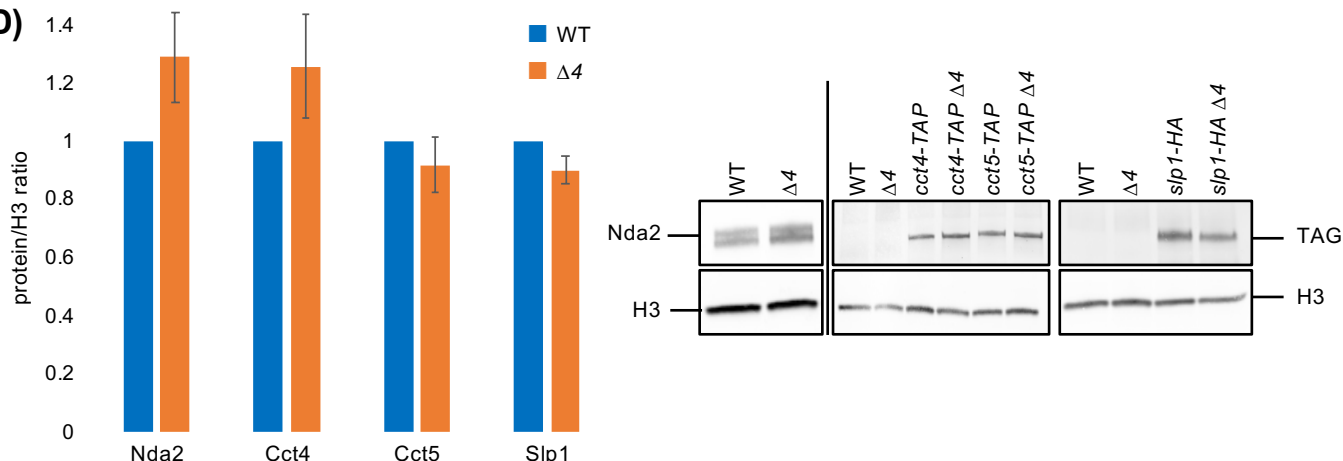 D)
1.4
1.2
1
0.8
0.6
0.4
0.2
0
protein/H3 ratio
Nda2 Cct4 Cct5 Slp1
WT
Δ4
WT Δ4
WT Δ4 cct4-TAP cct4-TAP Δ4 cct5-TAP cct5-TAP Δ4
WT Δ4 slp1-HA slp1-HA Δ4
Nda2 TAG
H3 H3